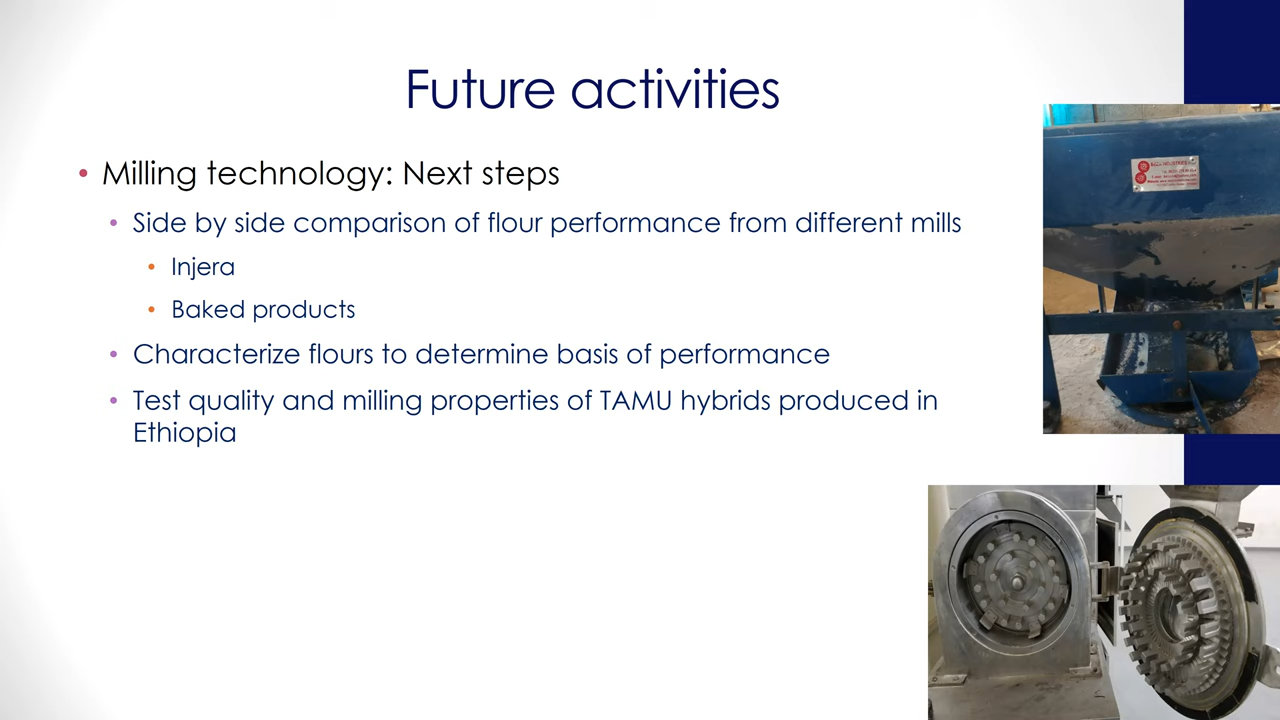 Future activities
• Milling technology: Next steps
• Side by side comparison of flour performance from different mills
• Injera
• Baked products
• Characterize flours to determine basis of performance
• Test quality and milling properties of TAMU hybrids produced in
Ethiopia